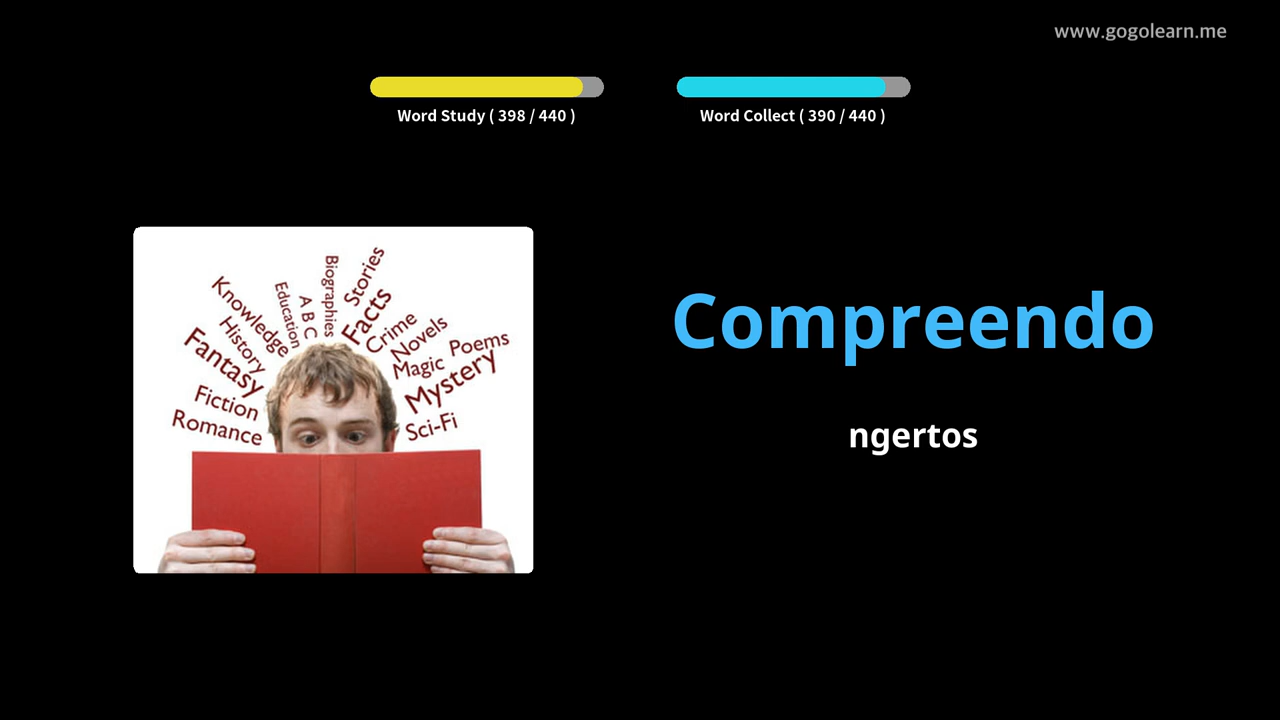 www.gogolearn.me
Word Study ( 398 / 440 )
Word Collect ( 390 / 440 )
Biographies
Stories
Education
A B C
Facts
Knowledge
Crime
Novels
History
Poems
Fantasy
Magic
Mystery
Fiction
Romance
Sci-Fi
Compreendo
ngertos